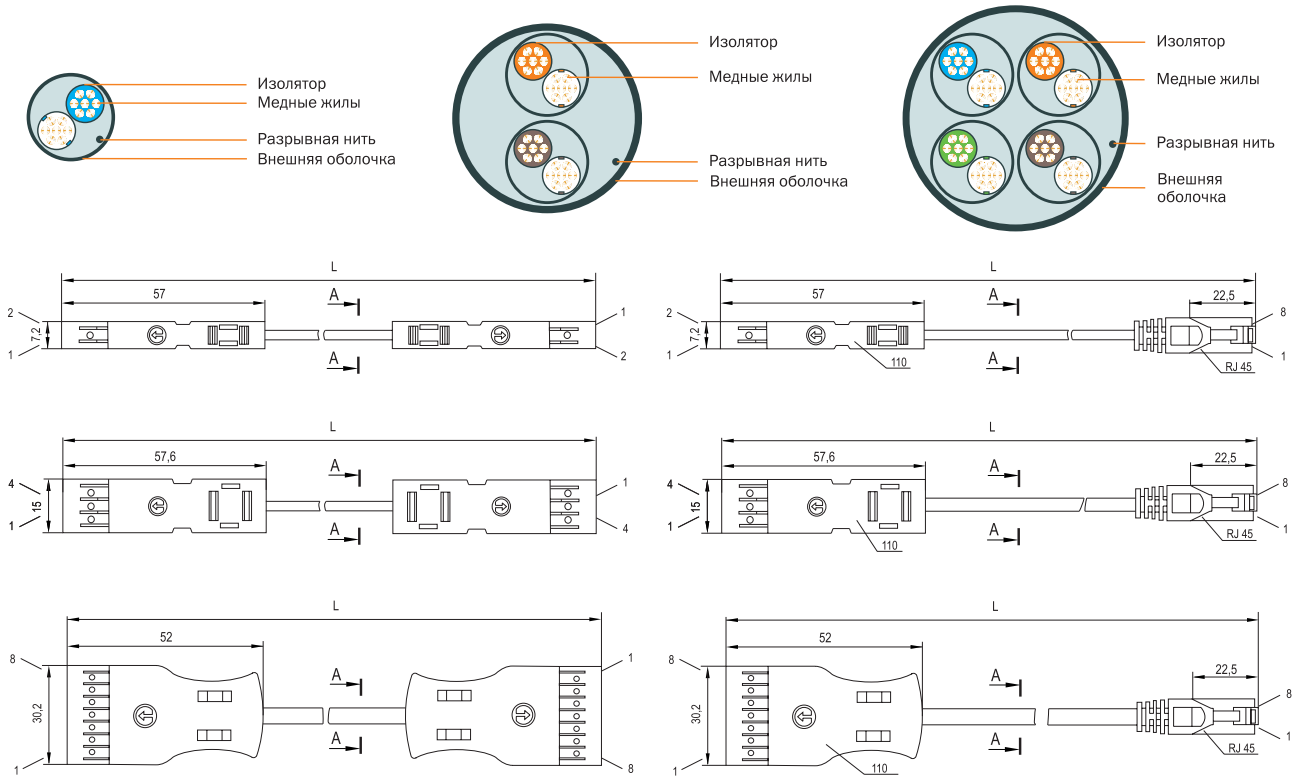 Изолятор
Медные жилы
Разрывная нить
Внешняя оболочка
Изолятор
Медные жилы
Разрывная нить
Внешняя оболочка
Изолятор
Медные жилы
Разрывная нить
Внешняя
оболочка
L
57
A
2
1
7,2
1
2
A
L
57
A
22,5
2
8
7,2
1
1
110
A
RJ 45
L
57,6
A
4
1
15
1
4
A
L
57,6
A
22,5
4
8
15
1
1
110
A
RJ 45
L
52
8
1
A
30,2
A
1
8
L
52
8
22,5
A
8
30,2
1
A
RJ 45
1
110